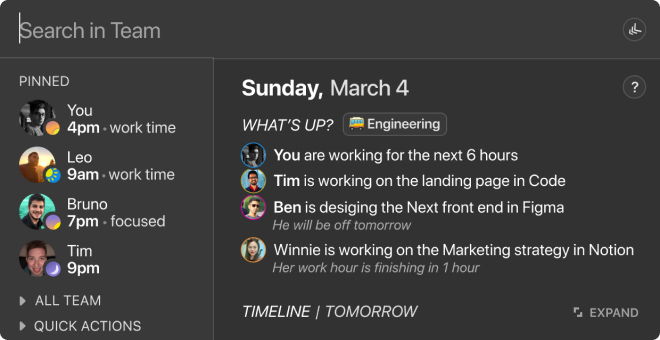 Search in Team
PINNED
You
4pm • work time
Leo
9am • work time
Bruno
7pm • focused
Tim
9pm
ALL TEAM
QUICK ACTIONS
Sunday, March 4
?
WHAT'S UP? Engineering
You are working for the next 6 hours
Tim is working on the landing page in Code
Ben is desiging the Next front end in Figma
He will be off tomorrow
Winnie is working on the Marketing strategy in Notion
Her work hour is finishing in 1 hour
TIMELINE | TOMORROW
EXPAND